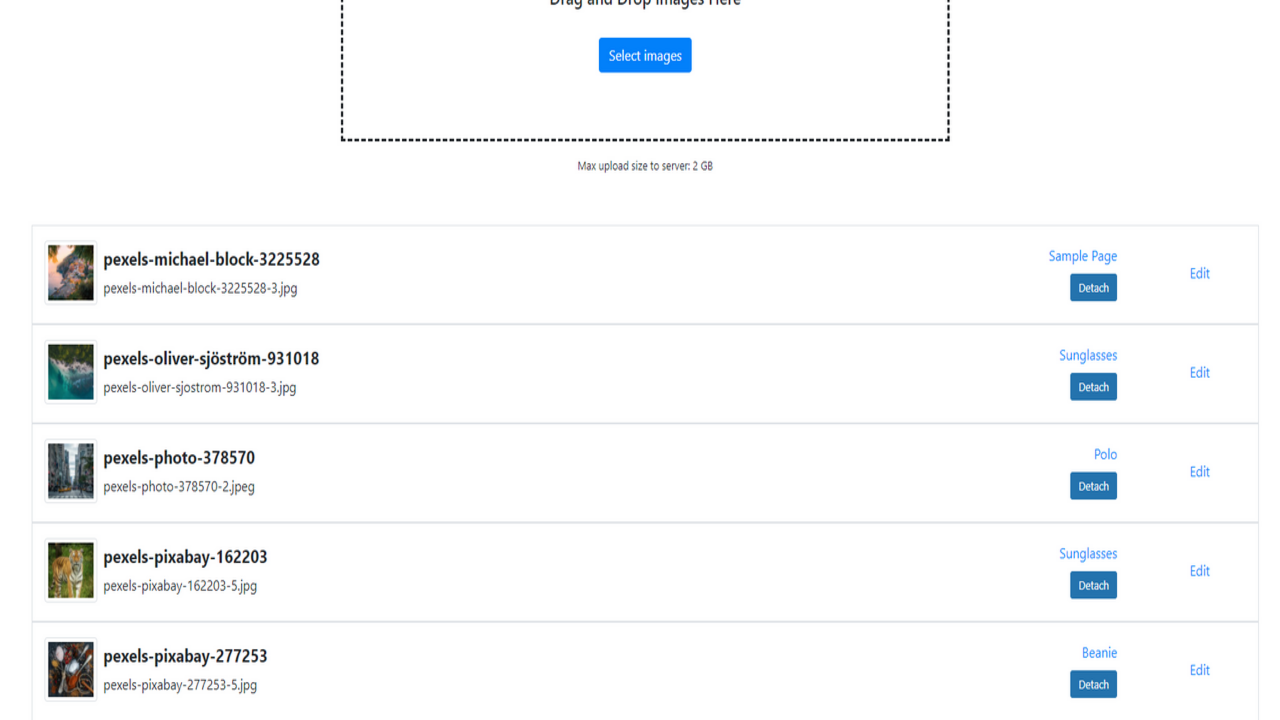 Drag and Drop Images Here
Select images
Max upload size to server: 2 GB
pexels-michael-block-3225528
pexels-michael-block-3225528-3.jpg
Sample Page
Detach
Edit
pexels-oliver-sjöström-931018
pexels-oliver-sjostrom-931018-3.jpg
Sunglasses
Detach
Edit
pexels-photo-378570
pexels-photo-378570-2.jpeg
Polo
Detach
Edit
pexels-pixabay-162203
pexels-pixabay-162203-5.jpg
Sunglasses
Detach
Edit
pexels-pixabay-277253
pexels-pixabay-277253-5.jpg
Beanie
Detach
Edit